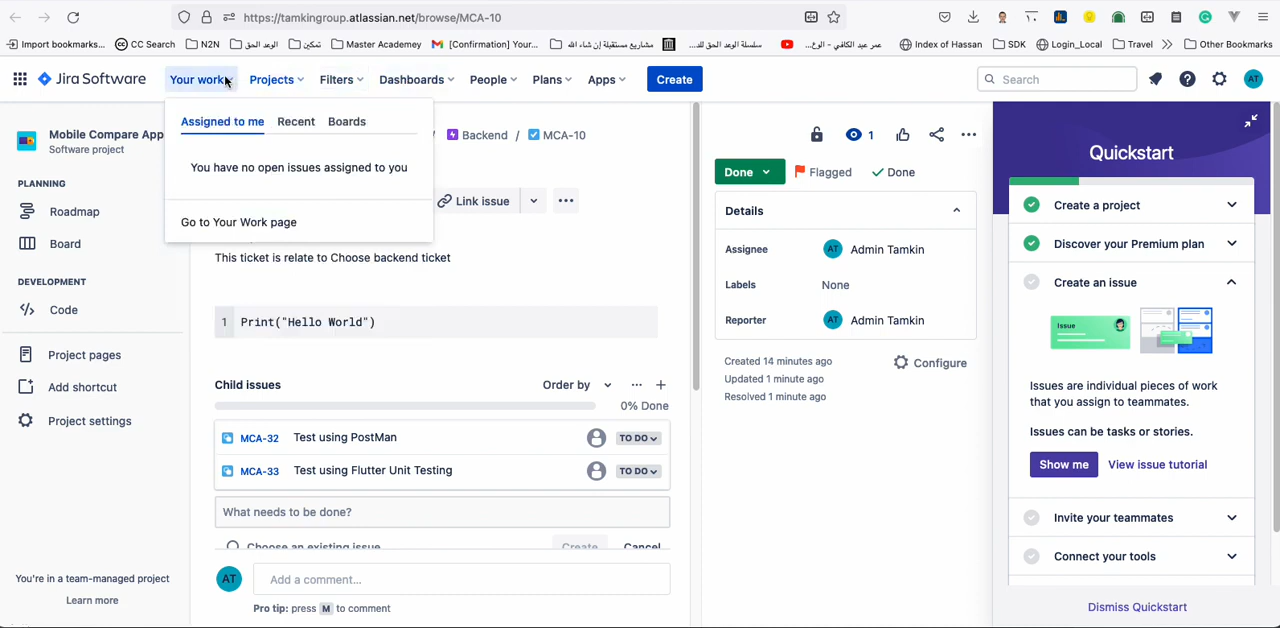 https://tamkingroup.atlassian.net/browse/MCA-10
Import bookmarks...
CC Search
N2N
الوعد الحق
تمكين
Master Academey
[Confirmation] Your...
مشاريع مستقبلية إن شاء الله
سلسلة الوعد الحق للد...
عمر عبد الكافي - الوع...
Index of Hassan
SDK
Login_Local
Travel
Other Bookmarks
Jira Software
Your work
Projects
Filters
Dashboards
People
Plans
Apps
Create
Search
AT
Mobile Compare App
Software project
PLANNING
Roadmap
Board
DEVELOPMENT
Code
Project pages
Add shortcut
Project settings
You're in a team-managed project
Learn more
Assigned to me
Recent
Boards
You have no open issues assigned to you
Go to Your Work page
/ Backend / MCA-10
Link issue
This ticket is relate to Choose backend ticket
1 Print("Hello World")
Child issues
Order by
0% Done
MCA-32 Test using PostMan TO DO
MCA-33 Test using Flutter Unit Testing TO DO
What needs to be done?
Choose an existing issue
Create
Cancel
AT
Add a comment...
Pro tip: press M to comment
1
Done
Flagged
Done
Details
Assignee
AT Admin Tamkin
Labels
None
Reporter
AT Admin Tamkin
Created 14 minutes ago
Updated 1 minute ago
Resolved 1 minute ago
Configure
Quickstart
Create a project
Discover your Premium plan
Create an issue
Issue
Issues are individual pieces of work
that you assign to teammates.
Issues can be tasks or stories.
Show me
View issue tutorial
Invite your teammates
Connect your tools
Dismiss Quickstart